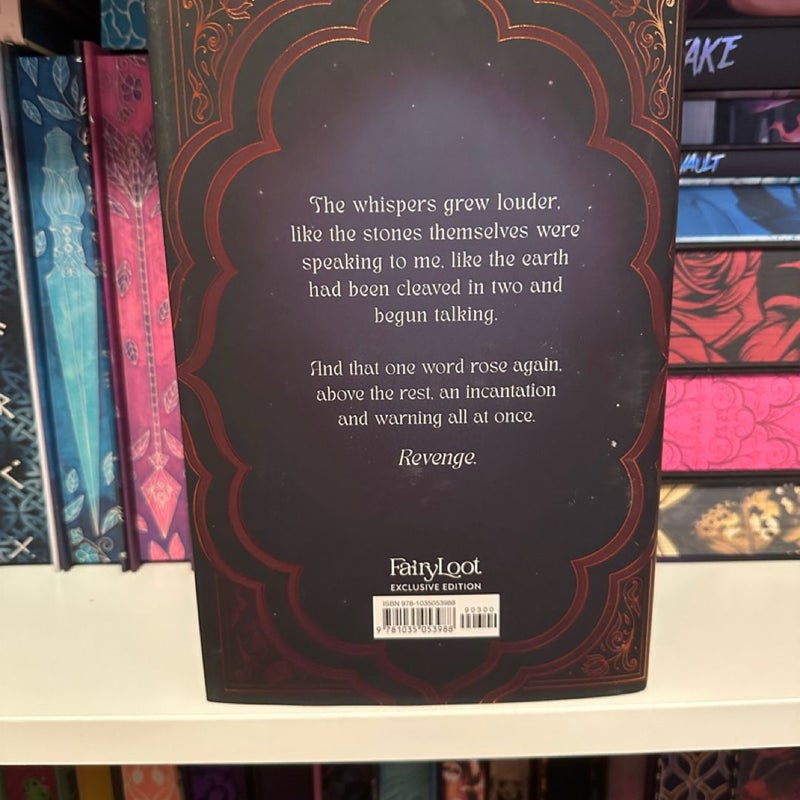 AKE
The whispers grew louder,
like the stones themselves were
speaking to me, like the earth
had been cleaved in two and
begun talking.
And that one word rose again,
above the rest, an incantation
and warning all at once.
Revenge.
FairyLoot
EXCLUSIVE EDITION
ISBN 978-1035053988
90300
9 781035 053988